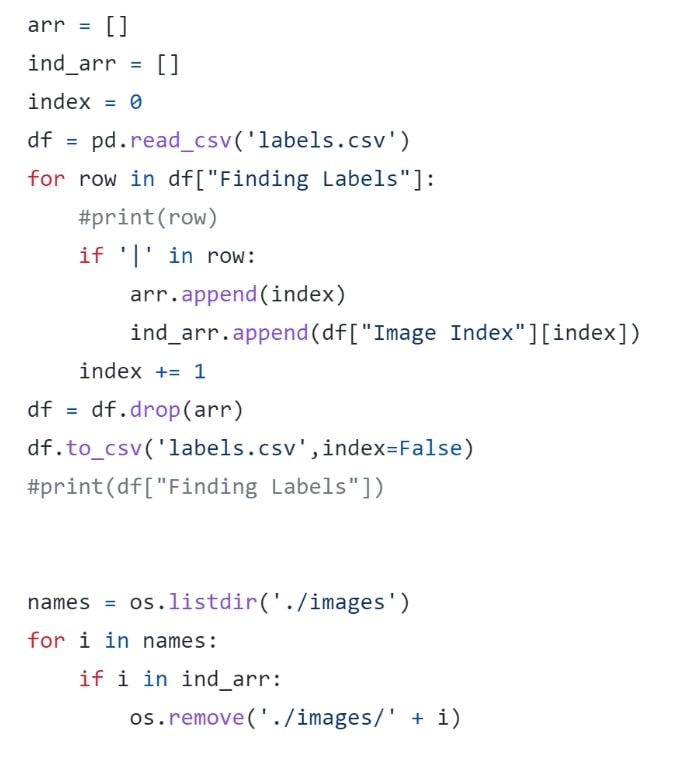 arr = []
ind_arr = []
index = 0
df = pd.read_csv('labels.csv')
for row in df["Finding Labels"]:
    #print(row)
    if '|' in row:
        arr.append(index)
        ind_arr.append(df["Image Index"][index])
    index += 1
df = df.drop(arr)
df.to_csv('labels.csv',index=False)
#print(df["Finding Labels"])
names = os.listdir('./images')
for i in names:
    if i in ind_arr:
        os.remove('./images/' + i)